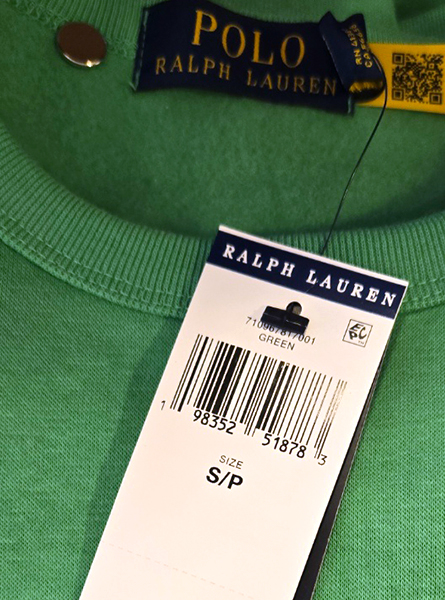 POLO
RALPH LAUREN
RALPH LAUREN
GREEN
1 98352 51878 3
SIZE
S/P